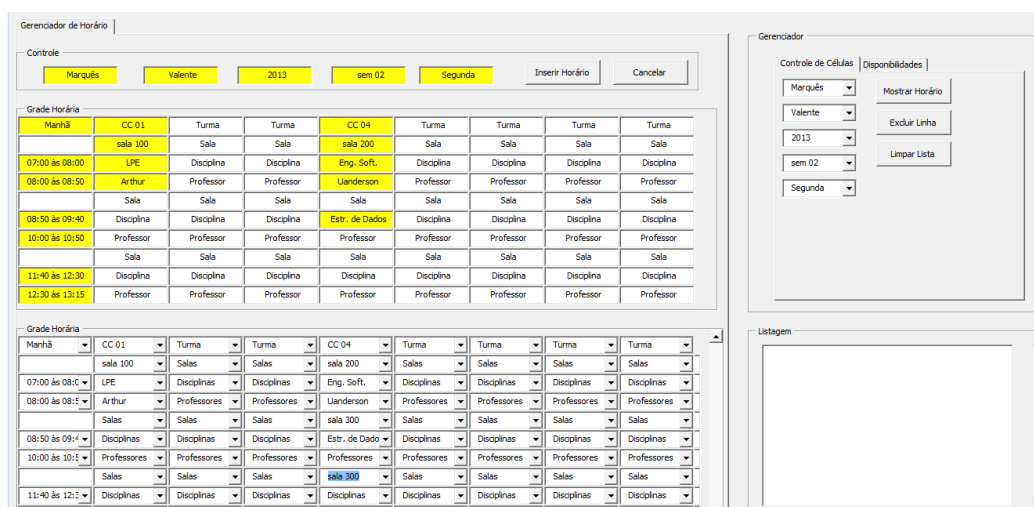 Gerenciador de Horário
Controle
Marquês Valente 2013 sem 02 Segunda Inserir Horário Cancelar
Grade Horária
Manhã CC 01 Turma Turma CC 04 Turma Turma Turma Turma
sala 100 Sala Sala sala 200 Sala Sala Sala Sala
07:00 às 08:00 LPE Disciplina Disciplina Eng. Soft. Disciplina Disciplina Disciplina Disciplina
08:00 às 08:50 Arthur Professor Professor Uanderson Professor Professor Professor Professor
Sala Sala Sala Sala Sala Sala Sala Sala
08:50 às 09:40 Disciplina Disciplina Disciplina Estr. de Dados Disciplina Disciplina Disciplina Disciplina
10:00 às 10:50 Professor Professor Professor Professor Professor Professor Professor Professor
Sala Sala Sala Sala Sala Sala Sala Sala
11:40 às 12:30 Disciplina Disciplina Disciplina Disciplina Disciplina Disciplina Disciplina Disciplina
12:30 às 13:15 Professor Professor Professor Professor Professor Professor Professor Professor
Grade Horária
Manhã CC 01 Turma Turma CC 04 Turma Turma Turma Turma
sala 100 Salas Salas sala 200 Salas Salas Salas Salas
07:00 às 08:0 LPE Disciplinas Disciplinas Eng. Soft. Disciplinas Disciplinas Disciplinas Disciplinas
08:00 às 08:5 Arthur Professores Professores Uanderson Professores Professores Professores Professores
Salas Salas Salas sala 300 Salas Salas Salas Salas
08:50 às 09:4 Disciplinas Disciplinas Disciplinas Estr. de Dado Disciplinas Disciplinas Disciplinas Disciplinas
10:00 às 10:5 Professores Professores Professores Professores Professores Professores Professores Professores
Salas Salas Salas sala 300 Salas Salas Salas Salas
11:40 às 12:3 Disciplinas Disciplinas Disciplinas Disciplinas Disciplinas Disciplinas Disciplinas Disciplinas
Gerenciador
Controle de Células Disponibilidades
Marquês Mostrar Horário
Valente Excluir Linha
2013
sem 02 Limpar Lista
Segunda
Listagem